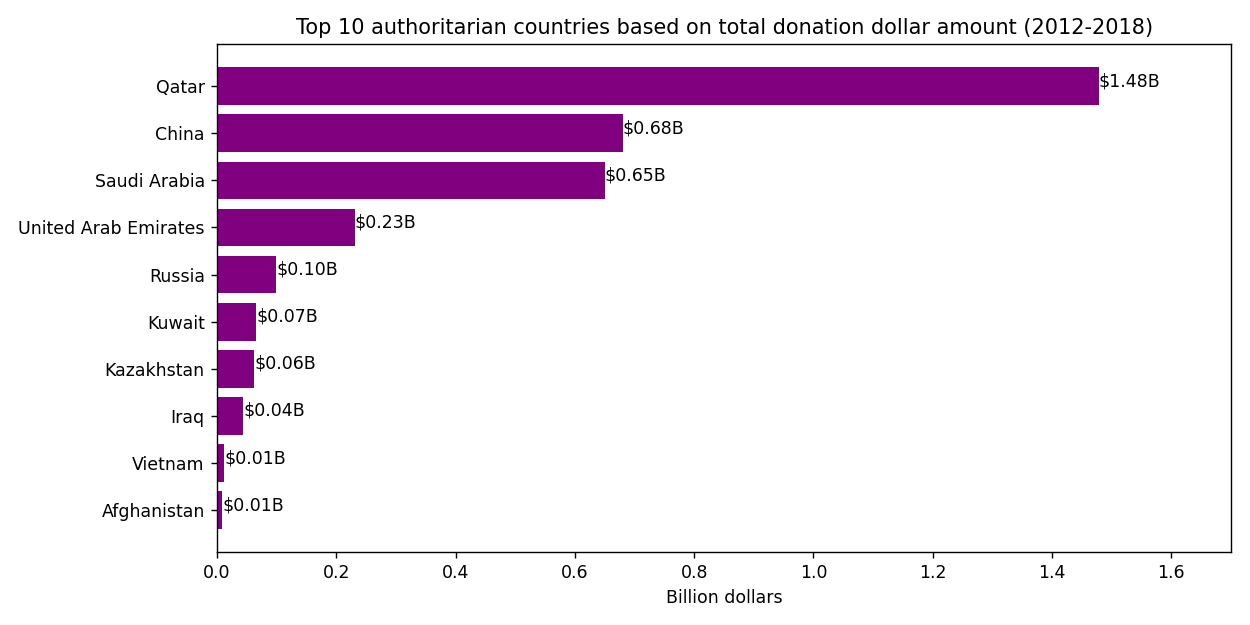 Top 10 authoritarian countries based on total donation dollar amount (2012-2018)
Qatar $1.48B
China $0.68B
Saudi Arabia $0.65B
United Arab Emirates $0.23B
Russia $0.10B
Kuwait $0.07B
Kazakhstan $0.06B
Iraq $0.04B
Vietnam $0.01B
Afghanistan $0.01B
0.0 0.2 0.4 0.6 0.8 1.0 1.2 1.4 1.6
Billion dollars